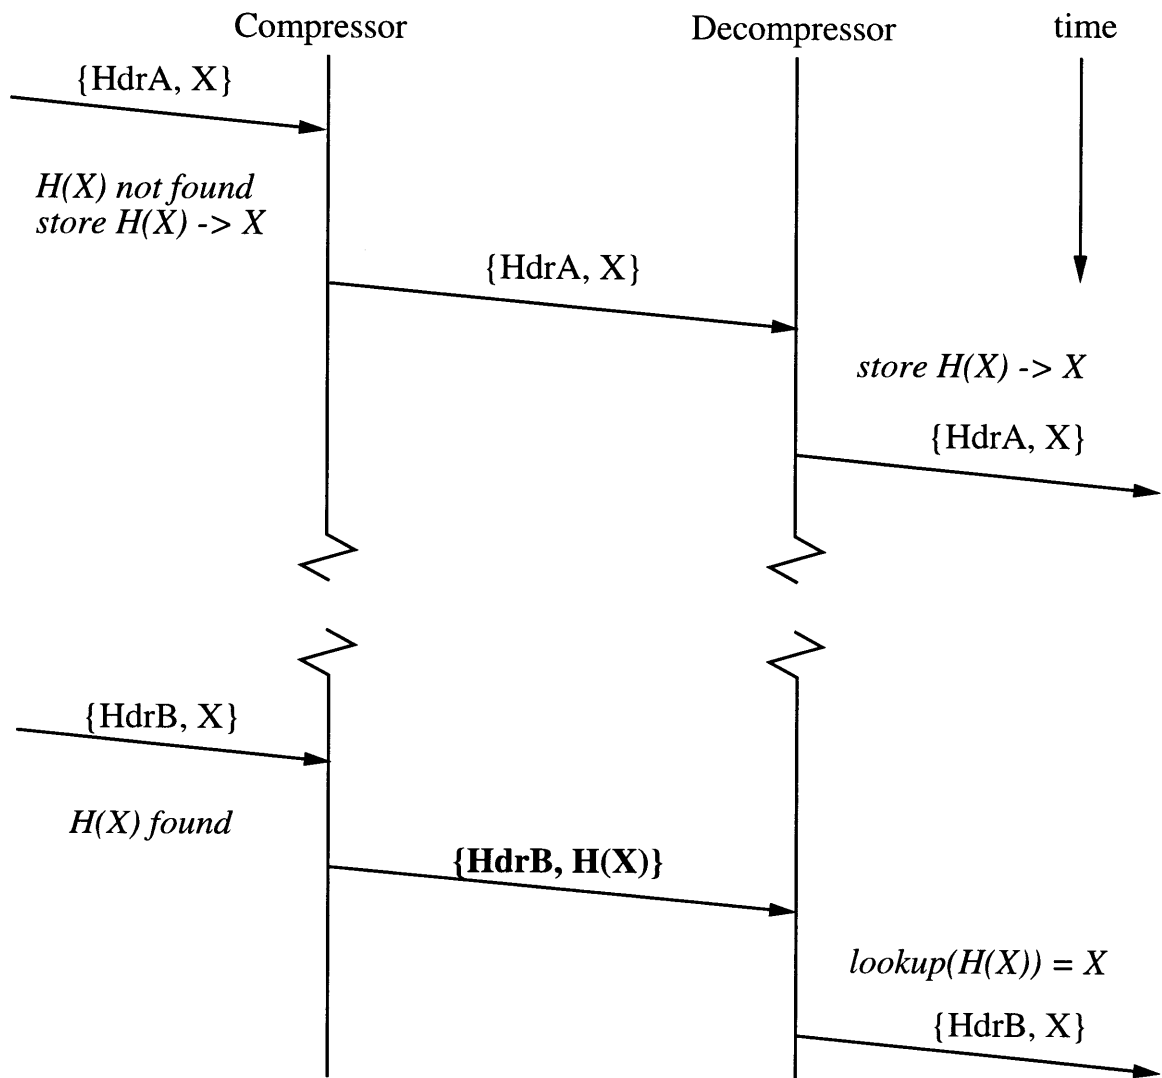 Compressor
Decompressor
time
{HdrA, X}
H(X) not found
store H(X) -> X
{HdrA, X}
store H(X) -> X
{HdrA, X}
{HdrB, X}
H(X) found
{HdrB, H(X)}
lookup(H(X)) = X
{HdrB, X}